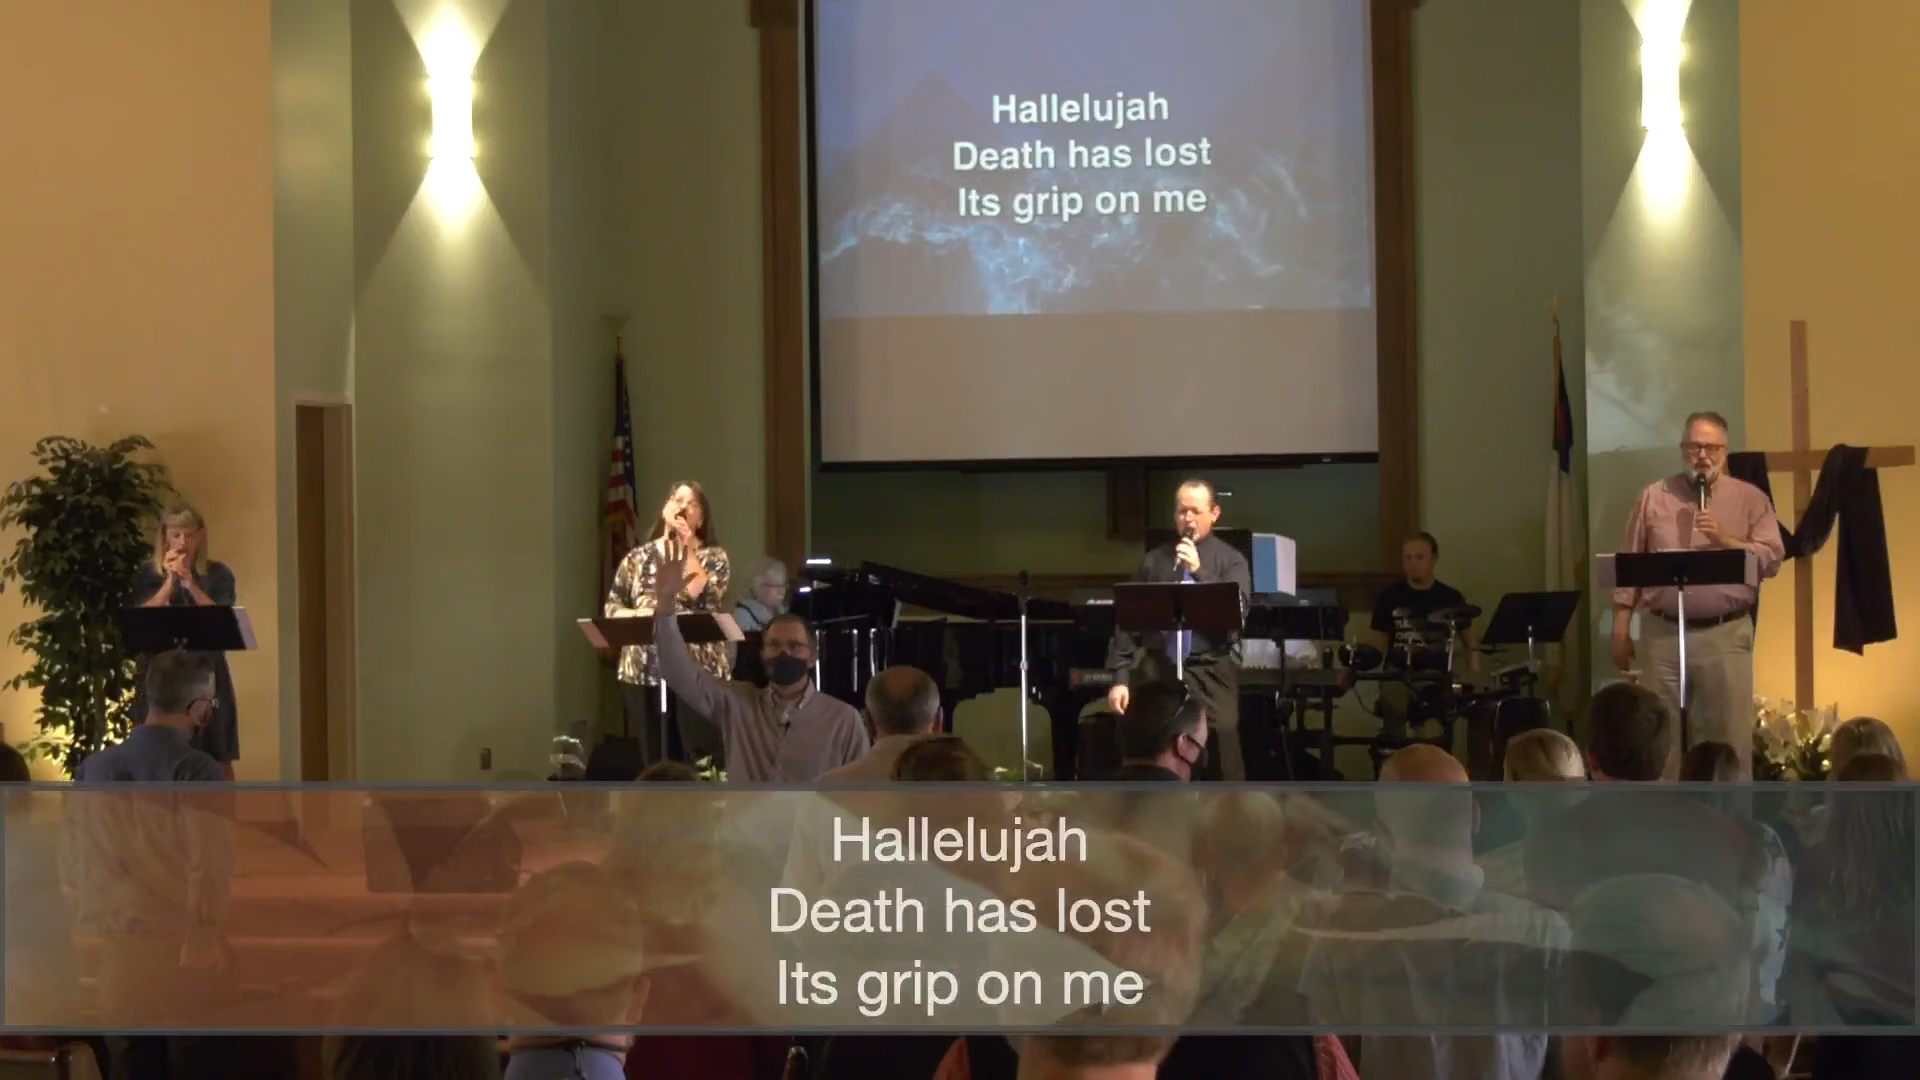 Hallelujah
Death has lost
Its grip on me
Hallelujah
Death has lost
Its grip on me